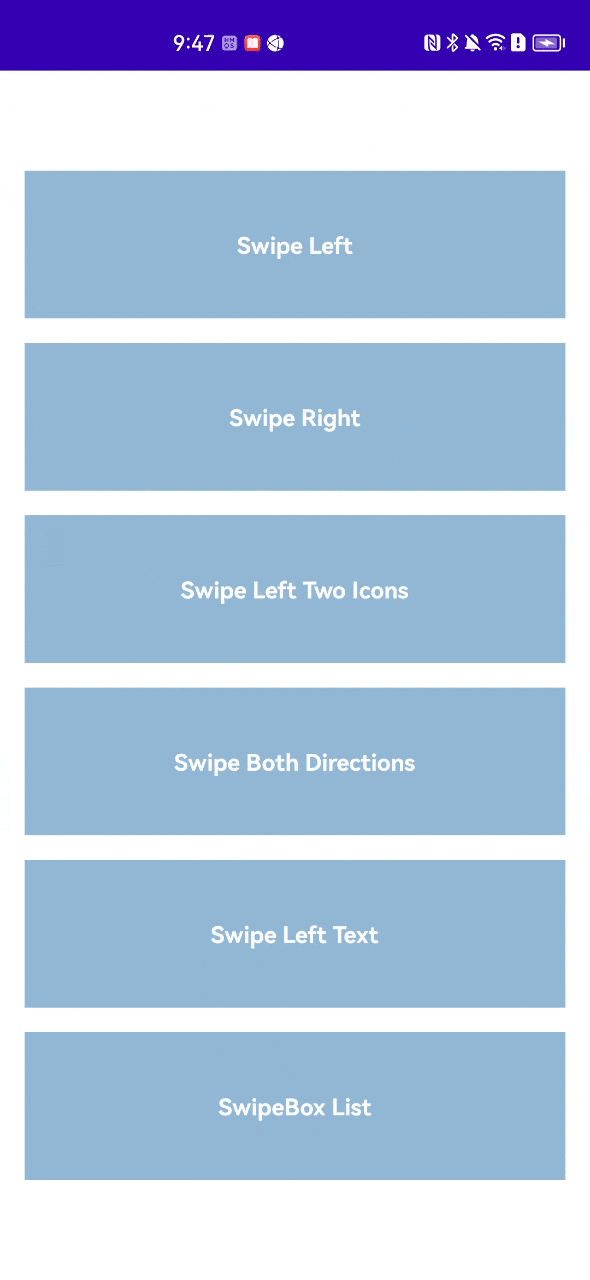 9:47
Swipe Left
Swipe Right
Swipe Left Two Icons
Swipe Both Directions
Swipe Left Text
SwipeBox List